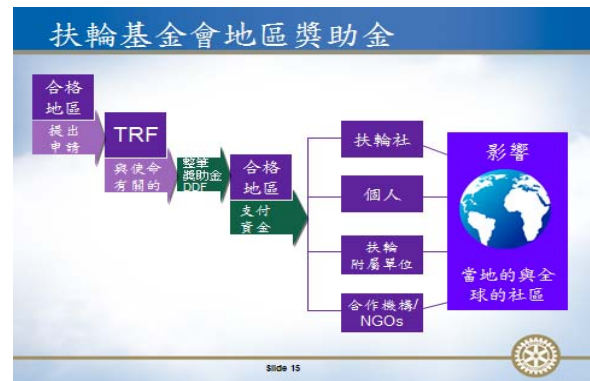 扶輪基金會地區獎助金
合格
地區
提出
申請
TRF
與使命
有關的
整筆
獎助金
DDF
合格
地區
支付
資金
扶輪社
個人
扶輪
附屬單位
合作機構/
NGOs
影響
當地的與全
球的社區
Slide 15